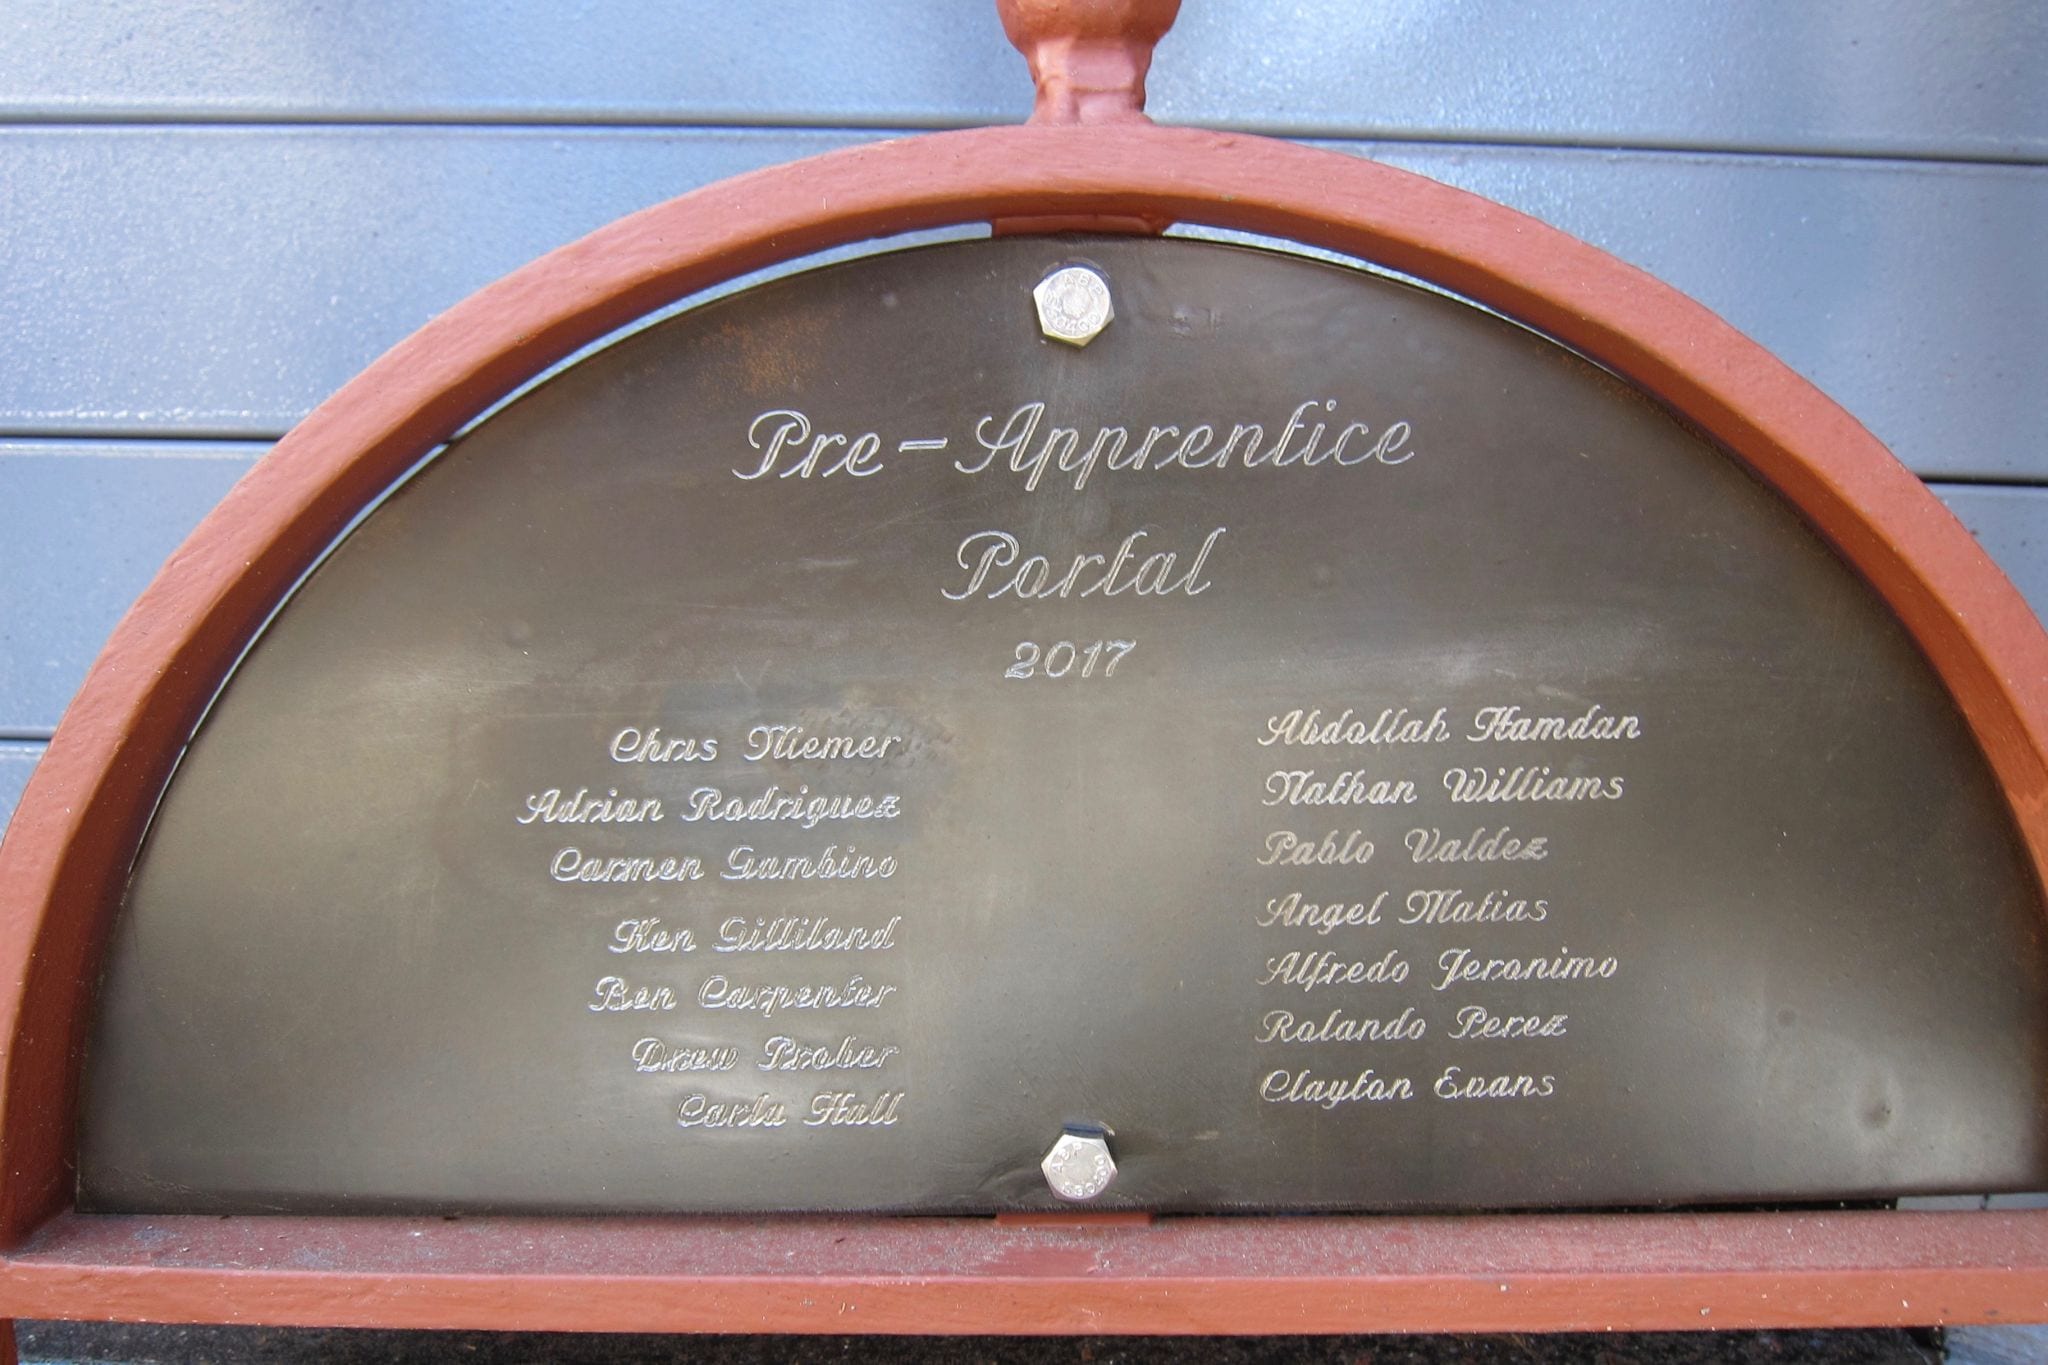 Pre-Apprentice
Portal
2017
Chris Niemer
Adrian Rodriguez
Carmen Gambino
Ken Gilliland
Ben Carpenter
Drew Prober
Carla Hall
Abdollah Hamdan
Nathan Williams
Pablo Valdez
Angel Matias
Alfredo Jeronimo
Rolando Perez
Clayton Evans